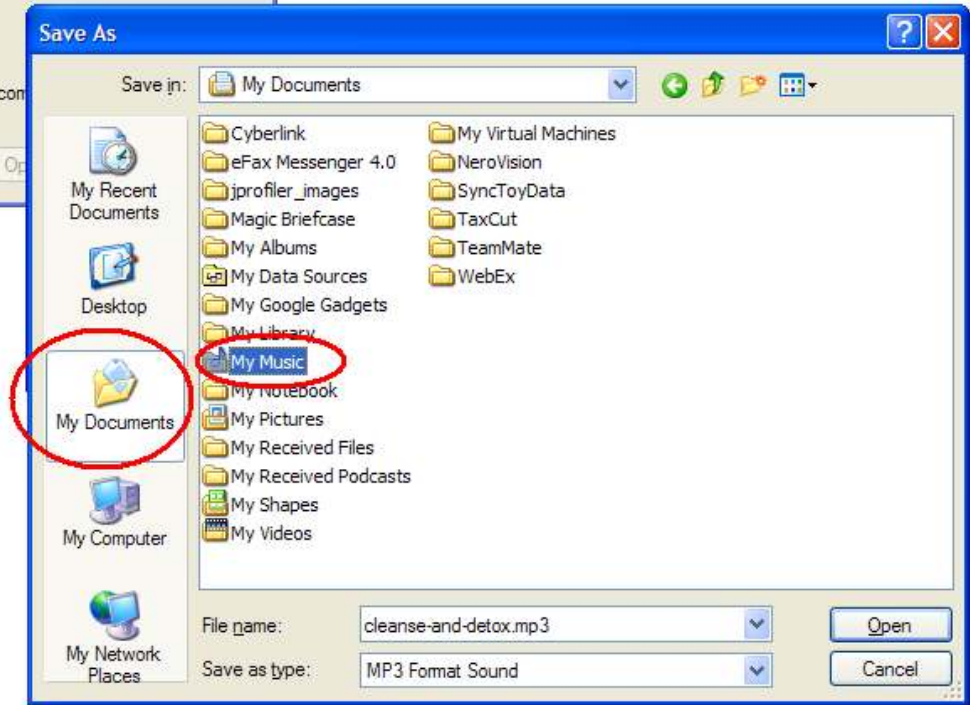 Save As
com
Save in: My Documents
Op
My Recent
Documents
Desktop
My Documents
My Computer
My Network
Places
Cyberlink
eFax Messenger 4.0
jprofiler_images
Magic Briefcase
My Albums
My Data Sources
My Google Gadgets
My Library
My Music
My Notebook
My Pictures
My Received Files
My Received Podcasts
My Shapes
My Videos
My Virtual Machines
NeroVision
SyncToyData
TaxCut
TeamMate
WebEx
File name: cleanse-and-detox.mp3 Open
Save as type: MP3 Format Sound Cancel